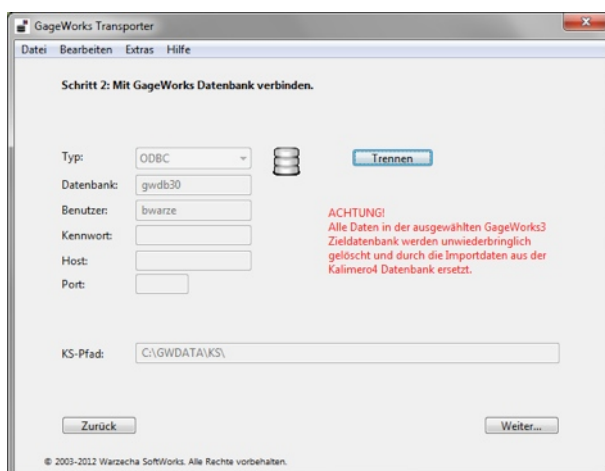 GageWorks Transporter
Datei Bearbeiten Extras Hilfe
Schritt 2: Mit GageWorks Datenbank verbinden.
Typ: ODBC
Trennen
Datenbank: gwdb30
Benutzer: bwarze
Kennwort:
Host:
Port:
ACHTUNG!
Alle Daten in der ausgewählten GageWorks3
Zieldatenbank werden unwiederbringlich
gelöscht und durch die Importdaten aus der
Kalimero4 Datenbank ersetzt.
KS-Pfad: C:\GWDATA\KS\
Zurück
Weiter...
© 2003-2012 Warzecha SoftWorks. Alle Rechte vorbehalten.